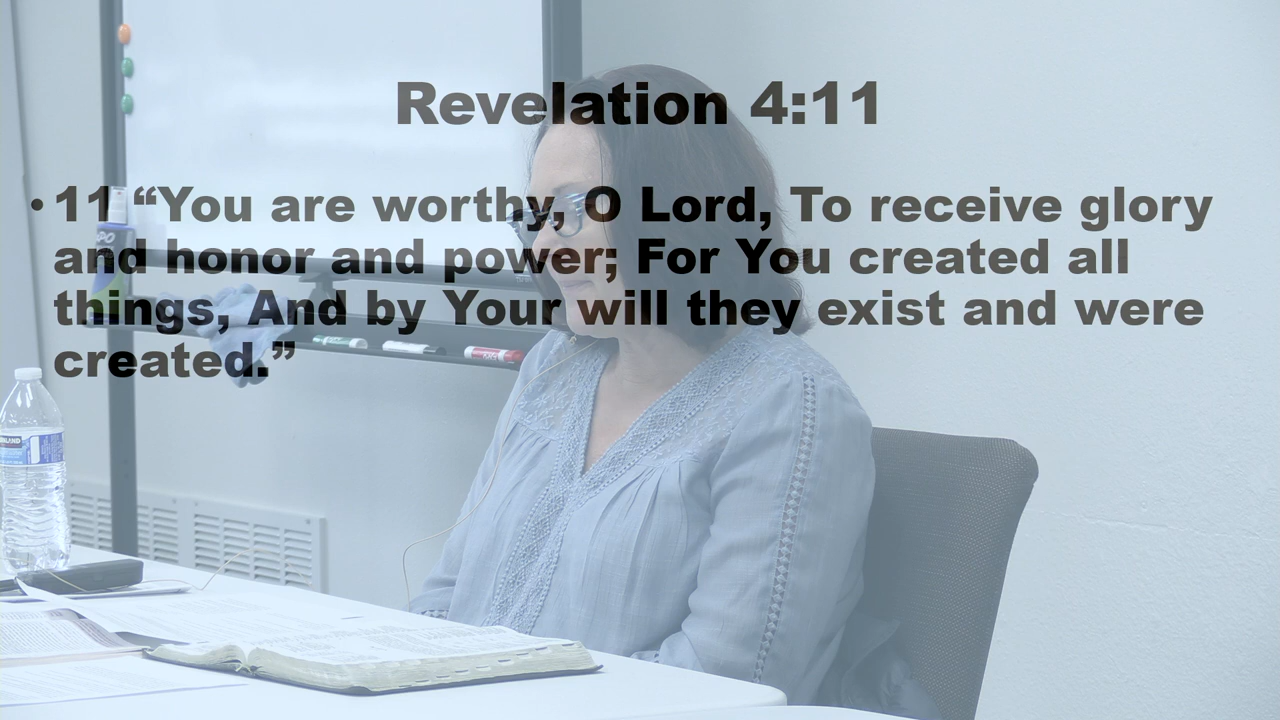 Revelation 4:11
• 11 “You are worthy, O Lord, To receive glory
and honor and power; For You created all
things, And by Your will they exist and were
created.”